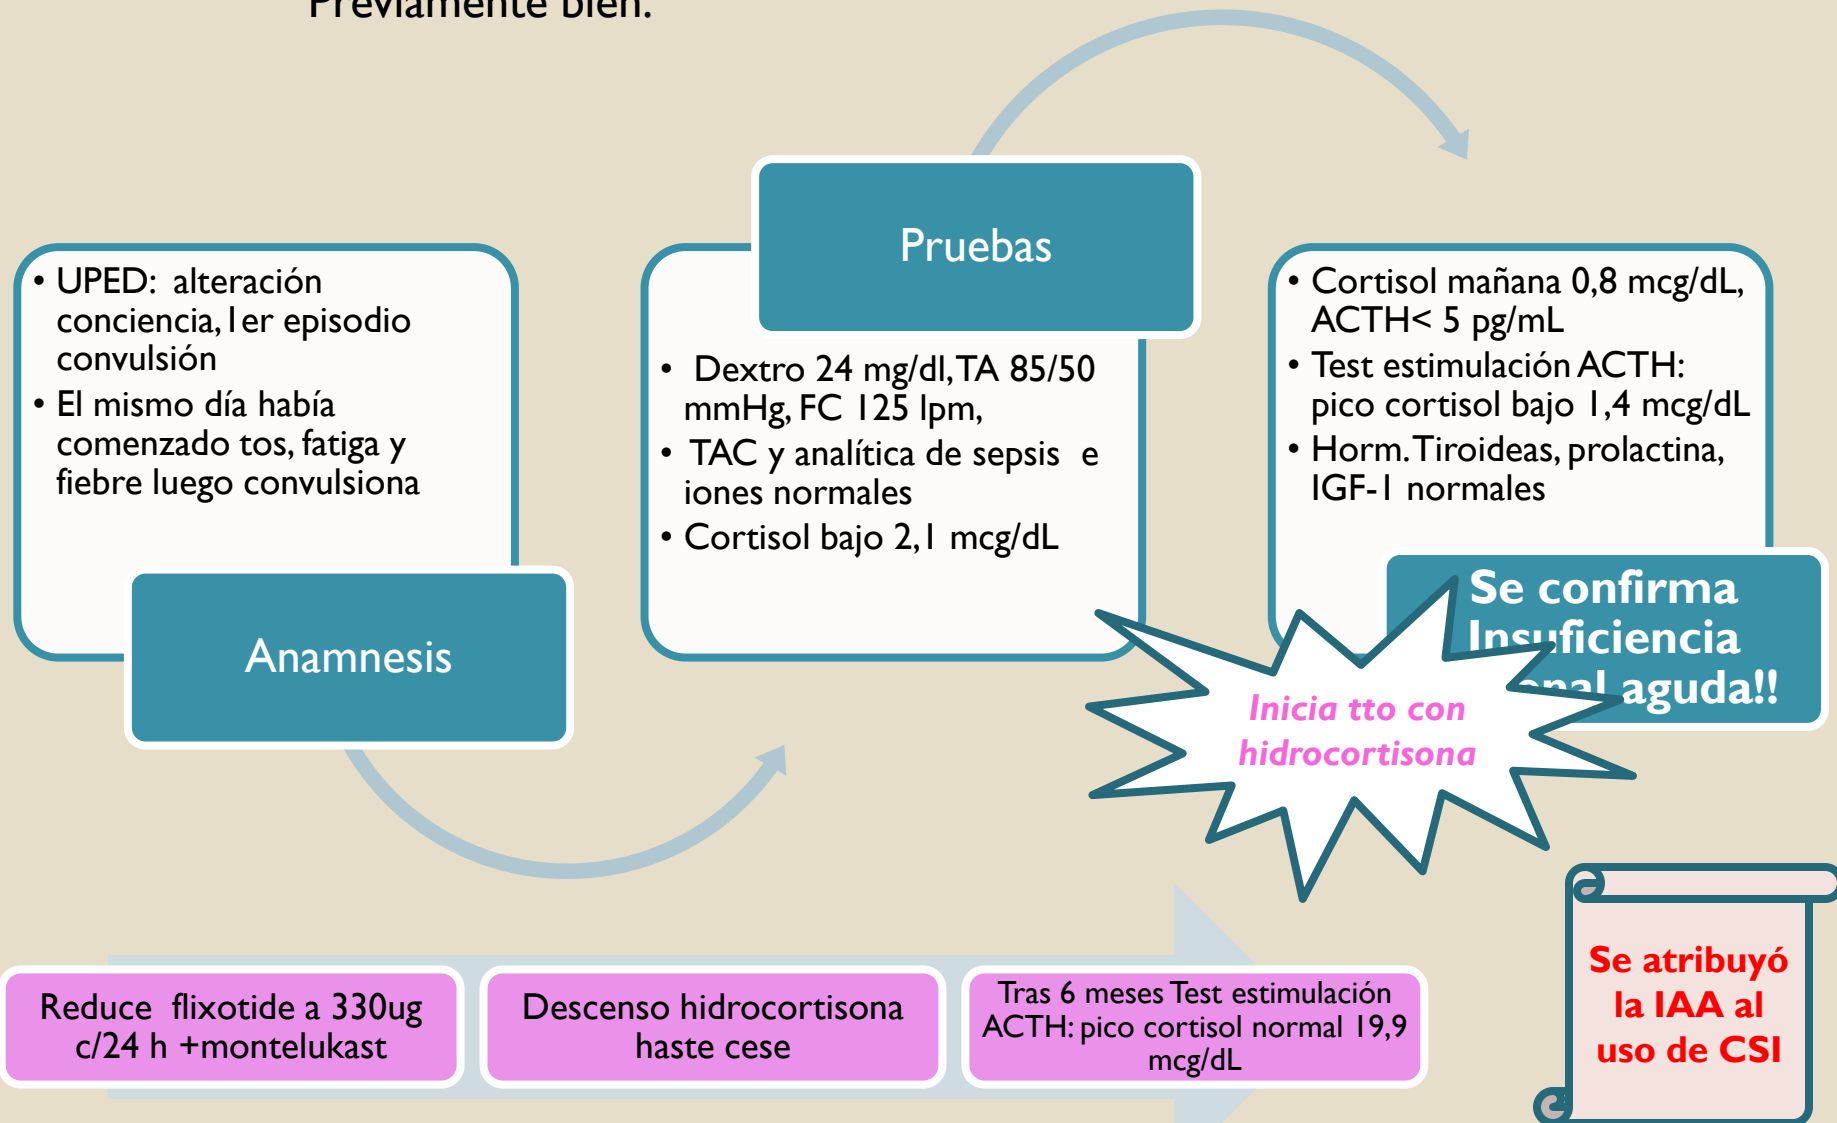 Previamente bien.
• UPED: alteración
conciencia, 1er episodio
convulsión
• El mismo día había
comenzado tos, fatiga y
fiebre luego convulsiona
Anamnesis
Pruebas
• Dextro 24 mg/dl, TA 85/50
mmHg, FC 125 lpm,
• TAC y analítica de sepsis e
iones normales
• Cortisol bajo 2,1 mcg/dL
• Cortisol mañana 0,8 mcg/dL,
ACTH< 5 pg/mL
• Test estimulación ACTH:
pico cortisol bajo 1,4 mcg/dL
• Horm. Tiroideas, prolactina,
IGF-1 normales
Se confirma
Insuficiencia
aguda!!
Inicia tto con
hidrocortisona
Reduce flixotide a 330ug
c/24 h +montelukast
Descenso hidrocortisona
haste cese
Tras 6 meses Test estimulación
ACTH: pico cortisol normal 19,9
mcg/dL
Se atribuyó
la IAA al
uso de CSI